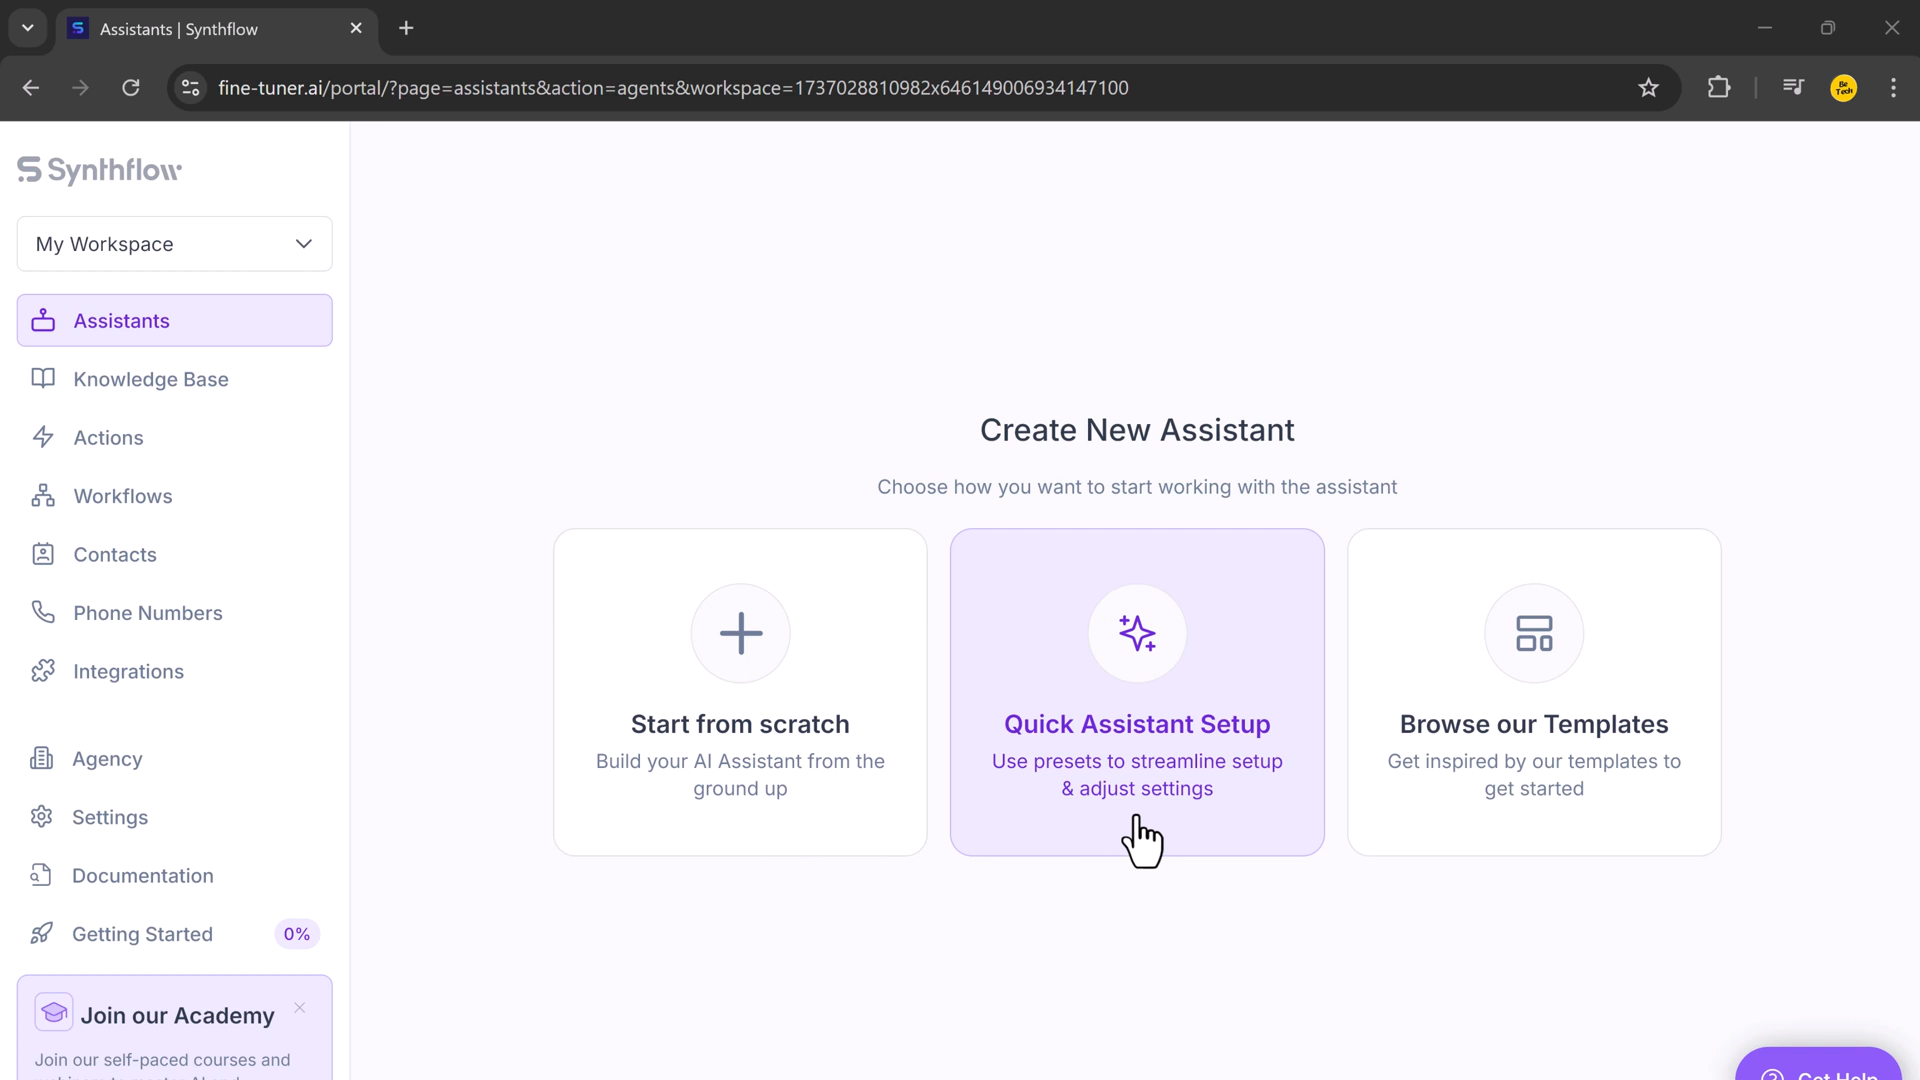 Assistants | Synthflow
fine-tuner.ai/portal/?page=assistants&action=agents&workspace=1737028810982x646149006934147100
Be
Tech
Synthflow
My Workspace
Assistants
Knowledge Base
Actions
Workflows
Contacts
Phone Numbers
Integrations
Agency
Settings
Documentation
Getting Started 0%
Join our Academy
Join our self-paced courses and
Create New Assistant
Choose how you want to start working with the assistant
Start from scratch
Build your AI Assistant from the
ground up
Quick Assistant Setup
Use presets to streamline setup
& adjust settings
Browse our Templates
Get inspired by our templates to
get started
Get Help